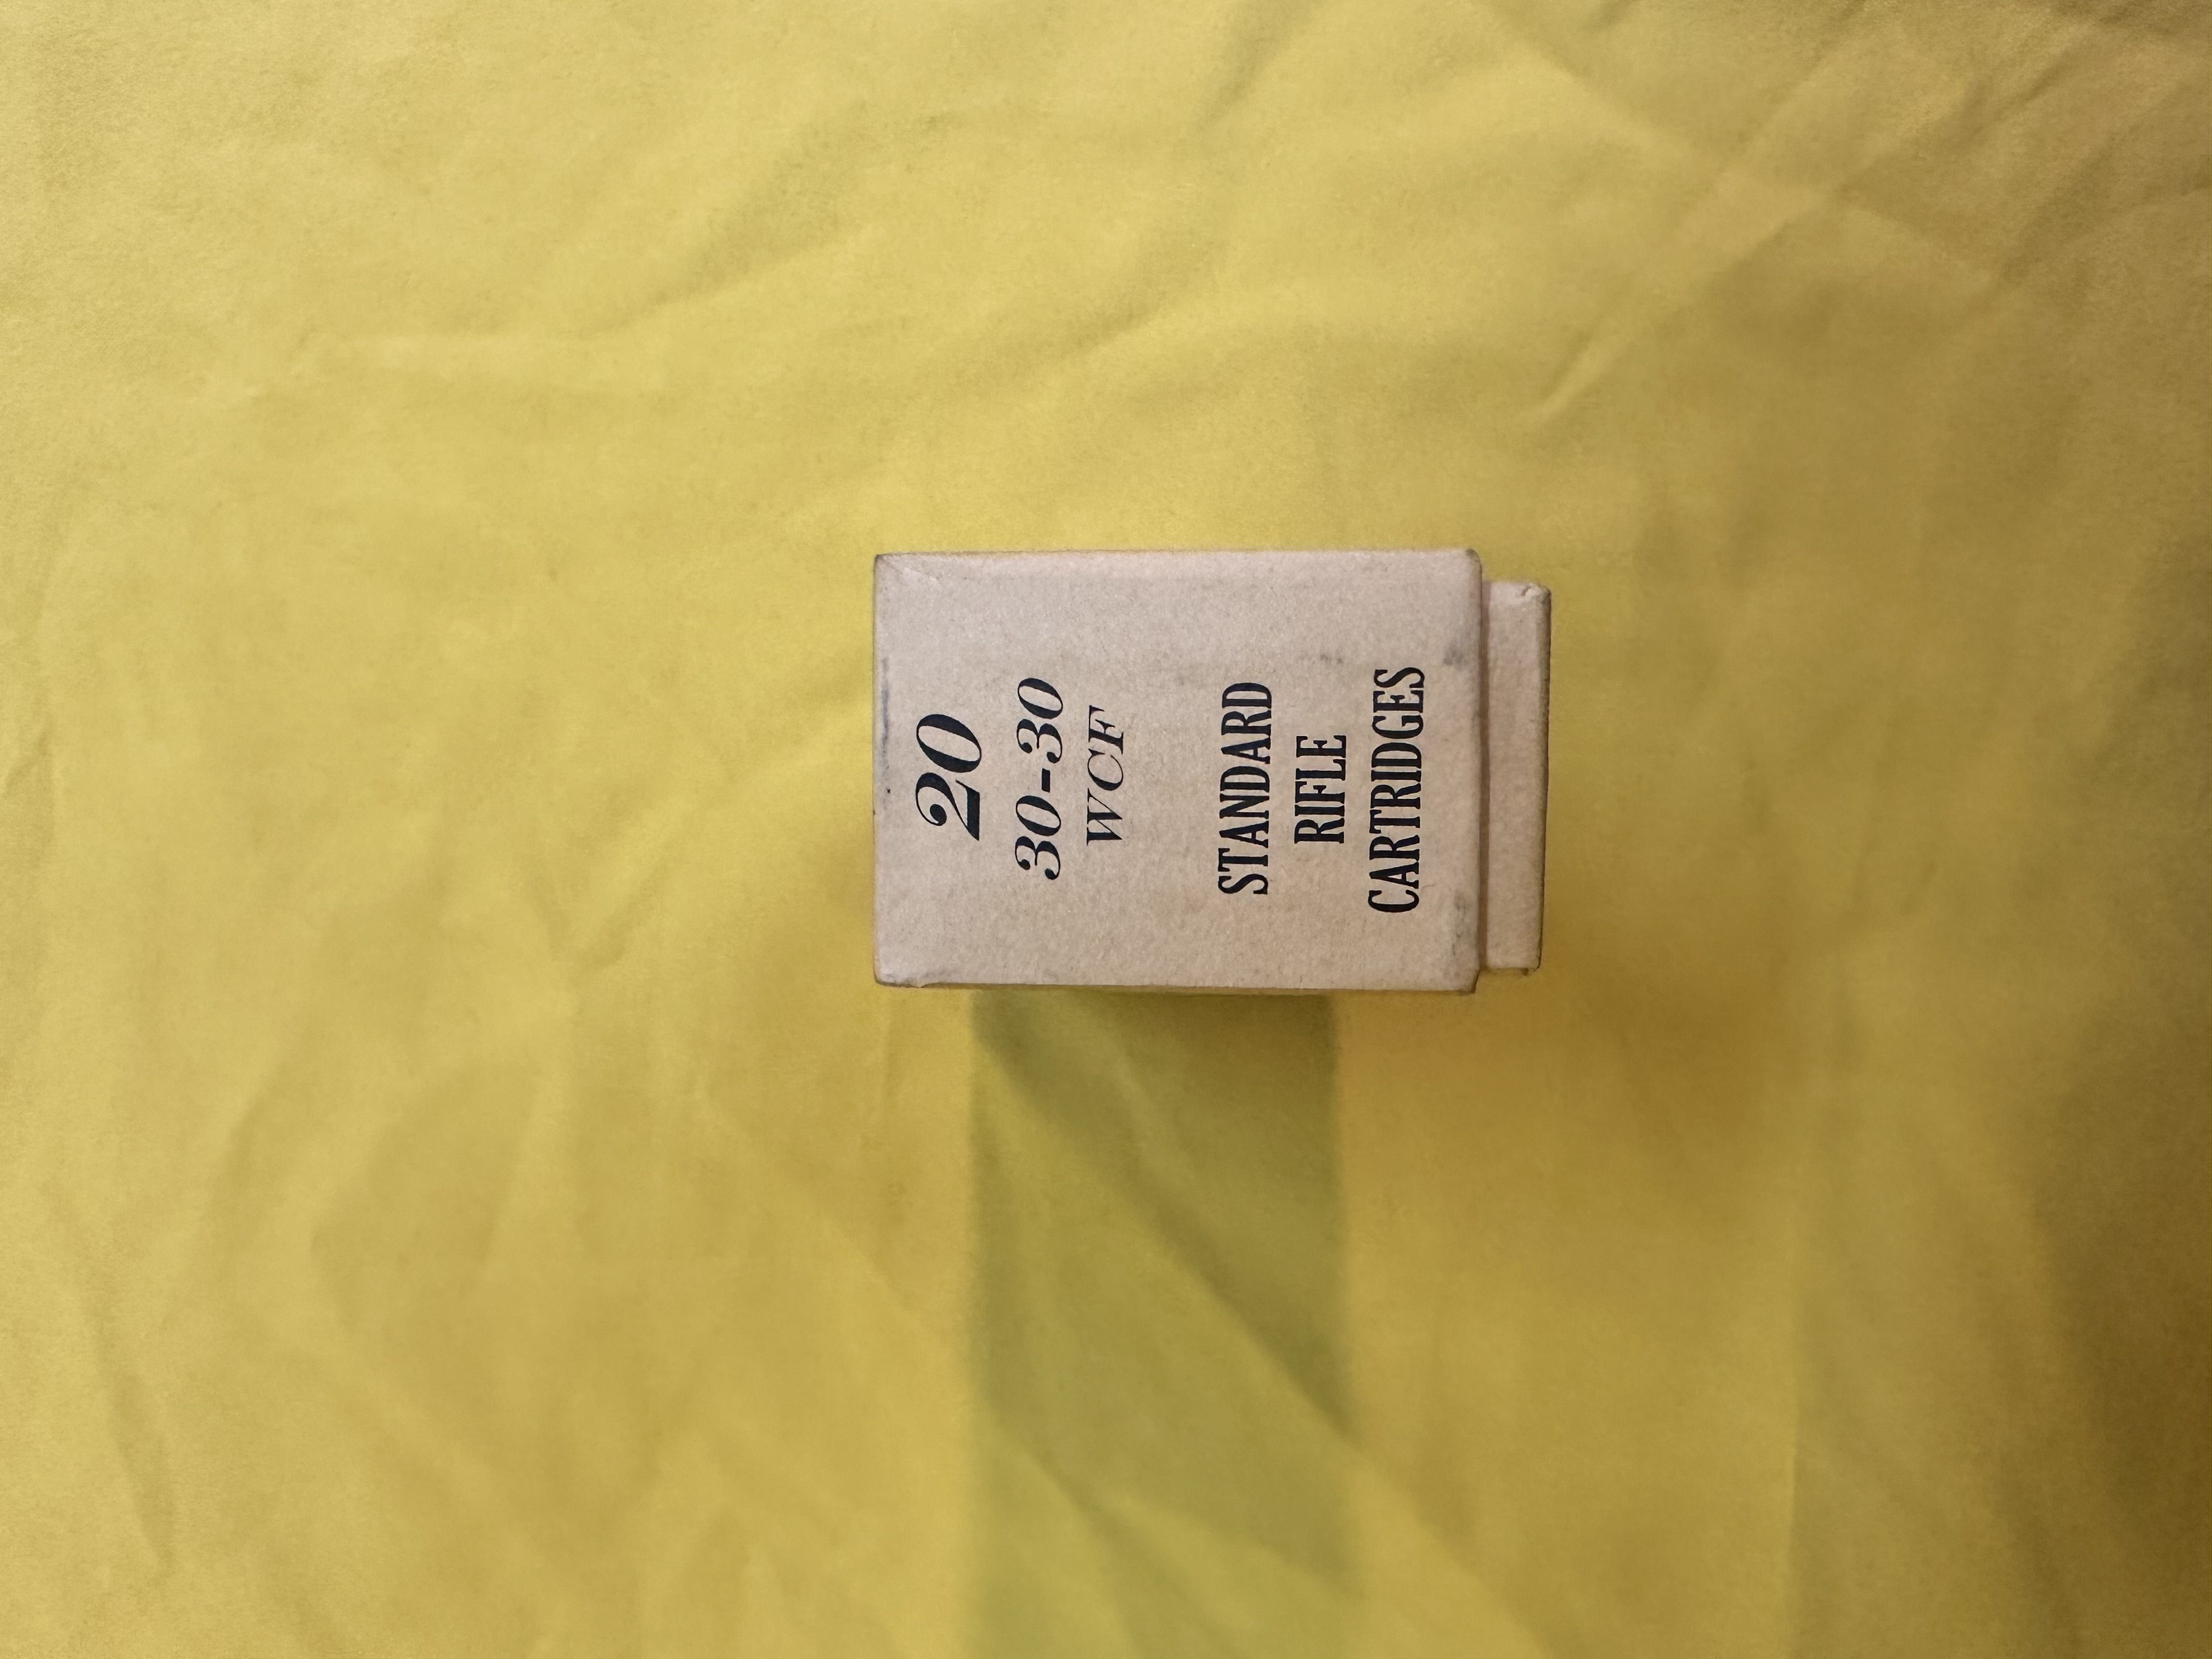 20
30-30
WCF
STANDARD
RIFLE
CARTRIDGES